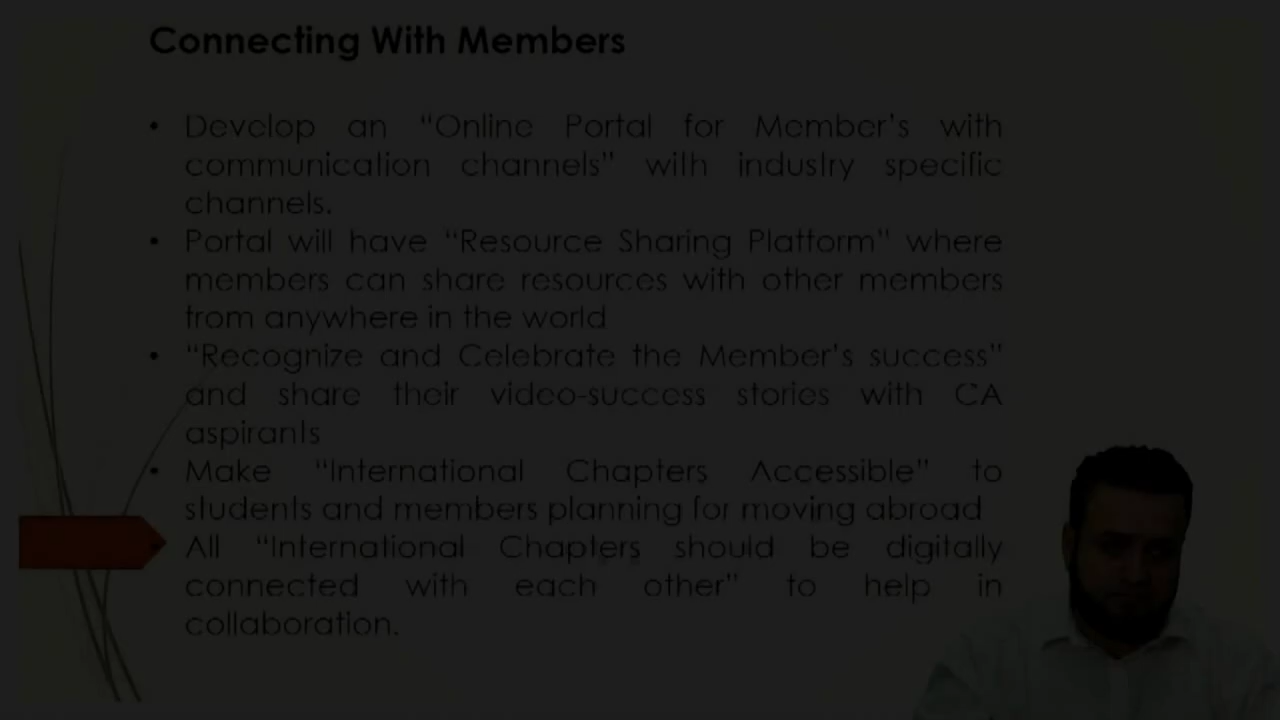 Connecting With Members
• Develop an “Online Portal for Member’s with
communication channels” with industry specific
channels.
• Portal will have “Resource Sharing Platform” where
members can share resources with other members
from anywhere in the world
• “Recognize and Celebrate the Member’s success”
and share their video-success stories with CA
aspirants
• Make “International Chapters Accessible” to
students and members planning for moving abroad
• All “International Chapters should be digitally
connected with each other” to help in
collaboration.